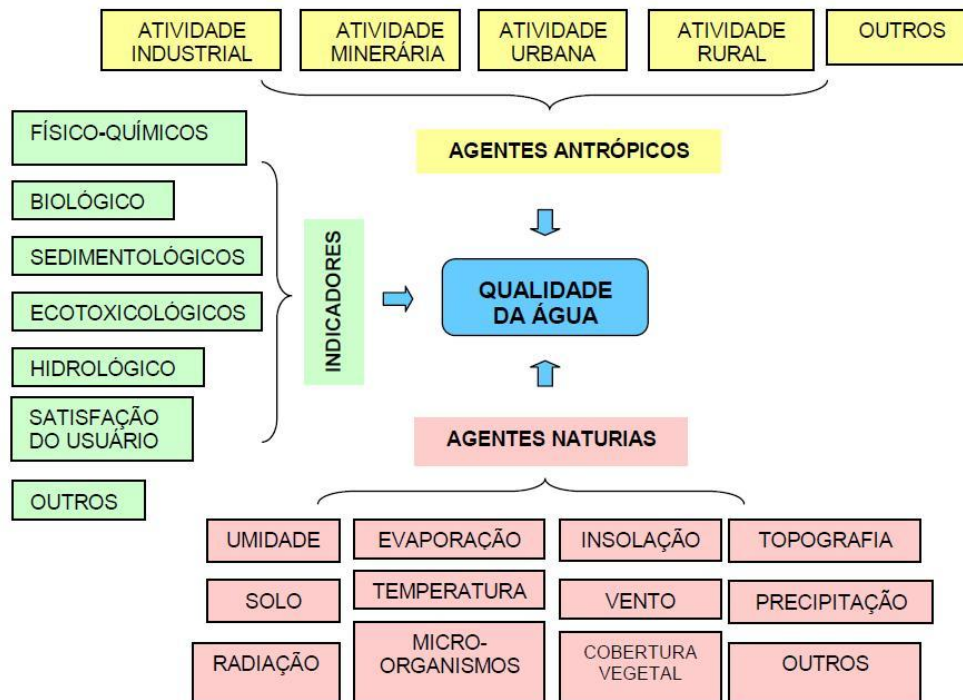 ATIVIDADE
INDUSTRIAL
ATIVIDADE
MINERÁRIA
ATIVIDADE
URBANA
ATIVIDADE
RURAL
OUTROS
AGENTES ANTRÓPICOS
FÍSICO-QUÍMICOS
BIOLÓGICO
SEDIMENTOLÓGICOS
ECOTOXICOLÓGICOS
HIDROLÓGICO
SATISFAÇÃO
DO USUÁRIO
OUTROS
INDICADORES
QUALIDADE
DA ÁGUA
AGENTES NATURIAS
UMIDADE
EVAPORAÇÃO
INSOLAÇÃO
TOPOGRAFIA
SOLO
TEMPERATURA
VENTO
PRECIPITAÇÃO
RADIAÇÃO
MICRO-
ORGANISMOS
COBERTURA
VEGETAL
OUTROS